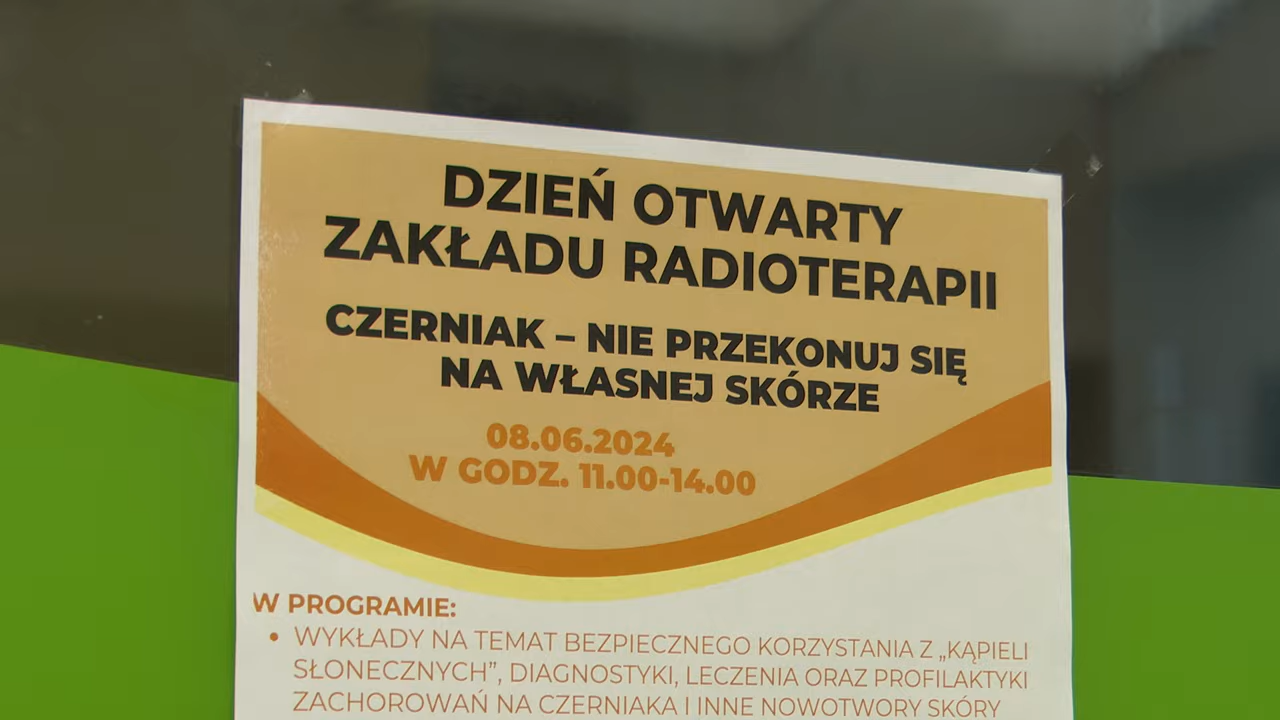 DZIEŃ OTWARTY
ZAKŁADU RADIOTERAPII
CZERNIAK – NIE PRZEKONUJ SIĘ
NA WŁASNEJ SKÓRZE
08.06.2024
W GODZ. 11.00-14.00
W PROGRAMIE:
• WYKŁADY NA TEMAT BEZPIECZNEGO KORZYSTANIA Z „KĄPIELI
SŁONECZNYCH”, DIAGNOSTYKI, LECZENIA ORAZ PROFILAKTYKI
ZACHOROWAŃ NA CZERNIAKA I INNE NOWOTWORY SKÓRY